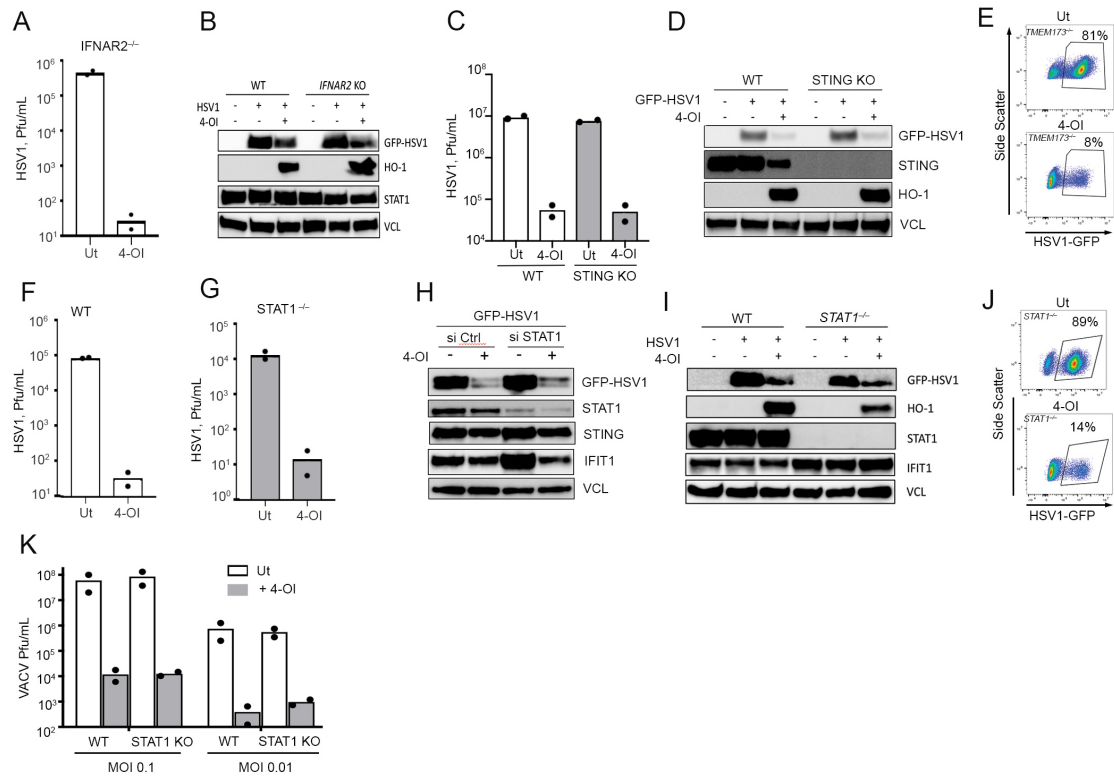 A
IFNAR2–/–
HSV1, Pfu/mL
10^6
10^5
10^4
10^3
10^2
10^1
Ut 4-OI
B
WT IFNAR2 KO
HSV1 - + + - + +
4-OI + +
GFP-HSV1
HO-1
STAT1
VCL
C
HSV1, Pfu/mL
10^8
10^7
10^6
10^5
10^4
Ut 4-OI Ut 4-OI
WT STING KO
D
WT STING KO
GFP-HSV1 - + + - + +
4-OI + +
GFP-HSV1
STING
HO-1
VCL
E
Ut
TMEM173–/–
81%
4-OI
TMEM173–/–
8%
Side Scatter
HSV1-GFP
F
WT
HSV1, Pfu/mL
10^6
10^5
10^4
10^3
10^2
10^1
Ut 4-OI
G
STAT1 –/–
HSV1, Pfu/mL
10^5
10^4
10^3
10^2
10^1
10^0
Ut 4-OI
H
GFP-HSV1
si Ctrl si STAT1
4-OI - + - +
GFP-HSV1
STAT1
STING
IFIT1
VCL
I
WT STAT1–/–
HSV1 - + + - + +
4-OI + +
GFP-HSV1
HO-1
STAT1
IFIT1
VCL
J
Ut
STAT1–/–
89%
4-OI
STAT1–/–
14%
Side Scatter
HSV1-GFP
K
Ut
+ 4-OI
VACV Pfu/mL
10^8
10^7
10^6
10^5
10^4
10^3
10^2
WT STAT1 KO WT STAT1 KO
MOI 0.1 MOI 0.01